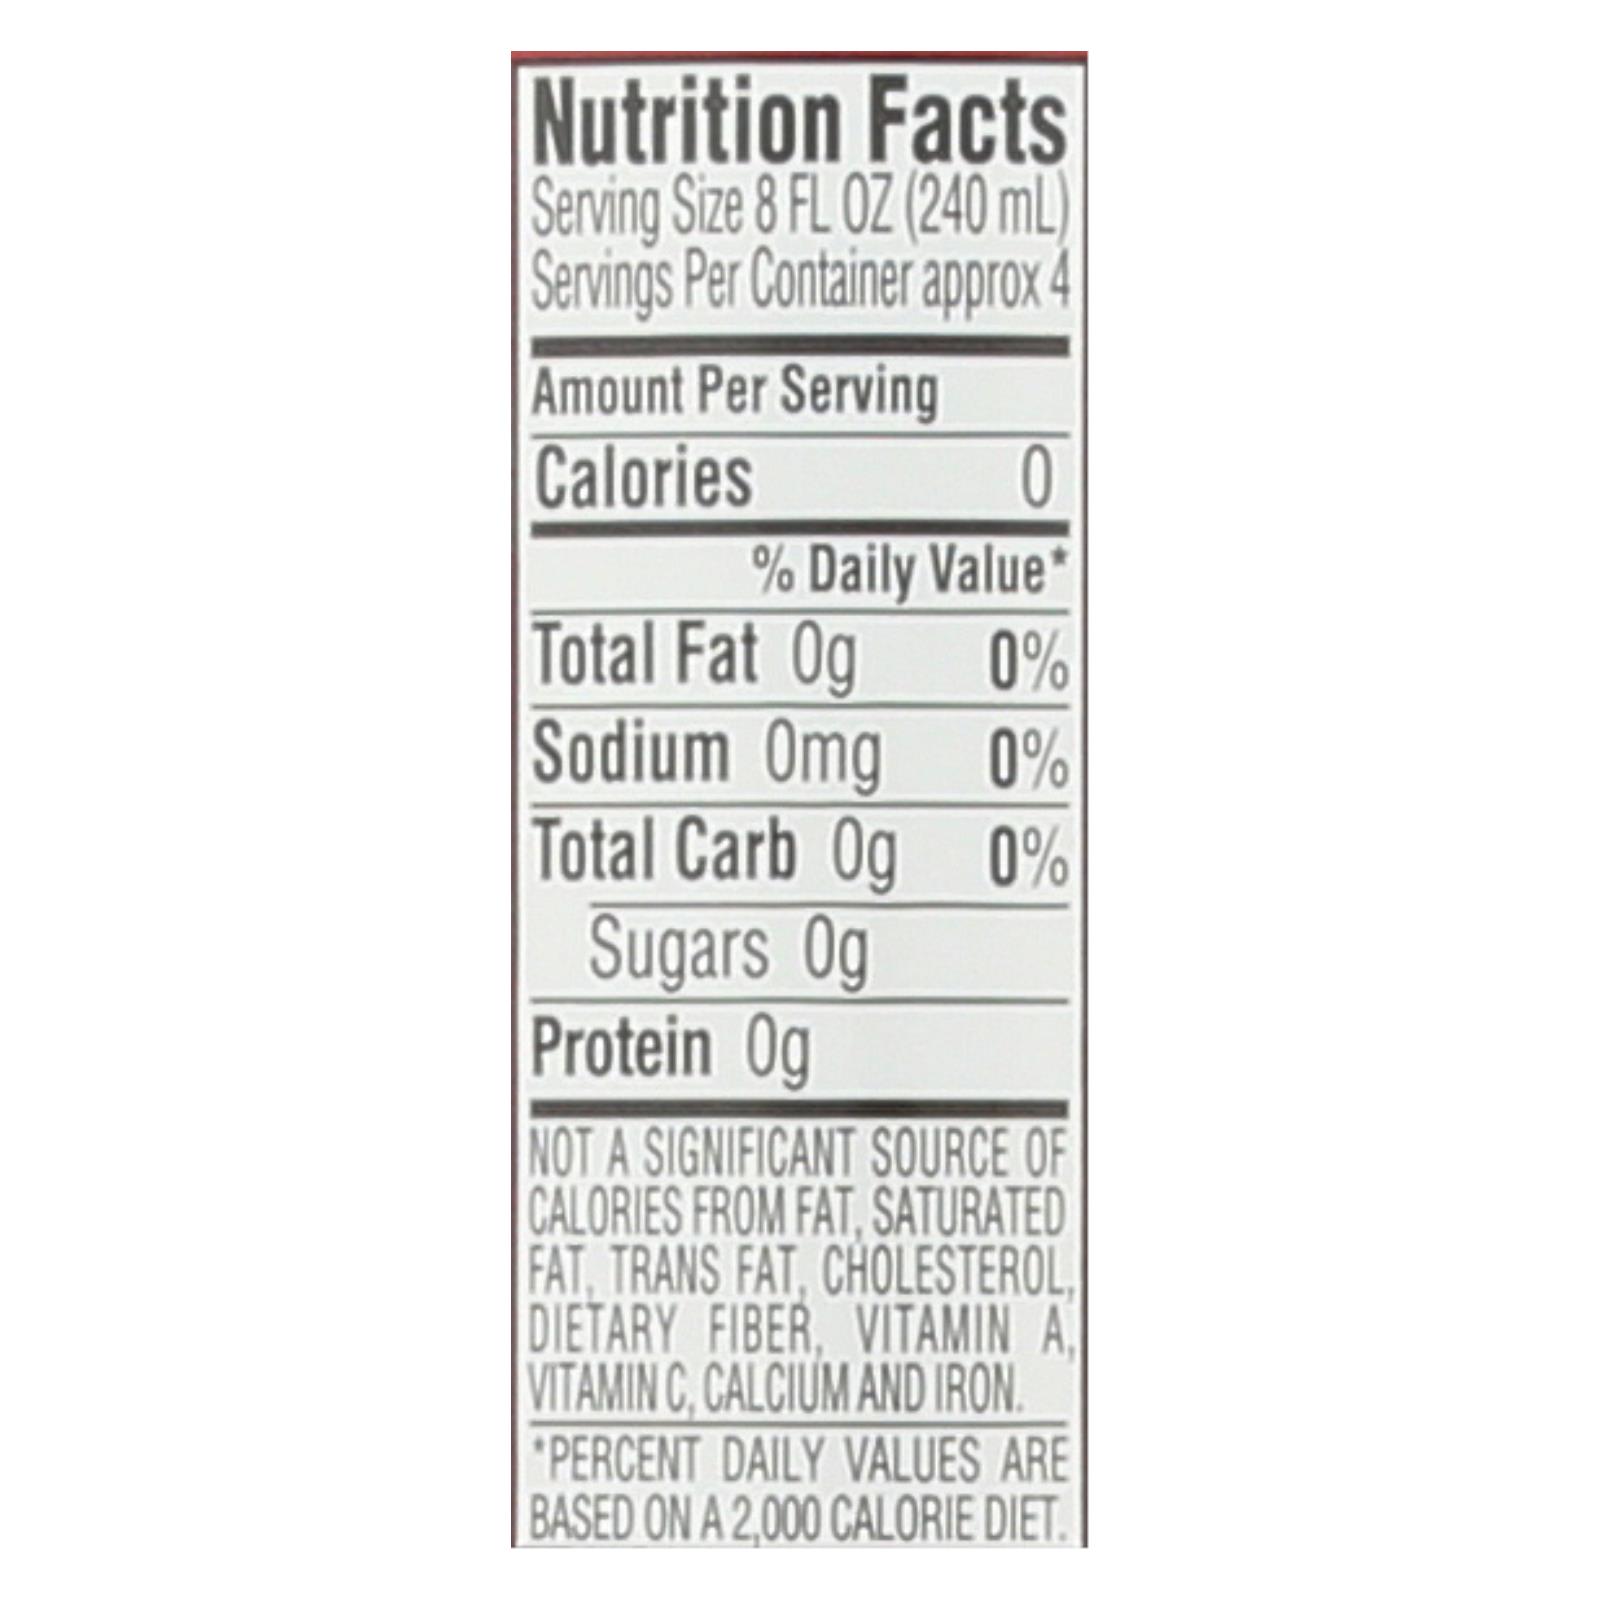 Nutrition Facts
Serving Size 8 FL OZ (240 mL)
Servings Per Container approx 4
Amount Per Serving
Calories 0
% Daily Value*
Total Fat 0g 0%
Sodium 0mg 0%
Total Carb 0g 0%
Sugars 0g
Protein 0g
NOT A SIGNIFICANT SOURCE OF
CALORIES FROM FAT, SATURATED
FAT, TRANS FAT, CHOLESTEROL,
DIETARY FIBER, VITAMIN A,
VITAMIN C, CALCIUM AND IRON.
*PERCENT DAILY VALUES ARE
BASED ON A 2,000 CALORIE DIET.